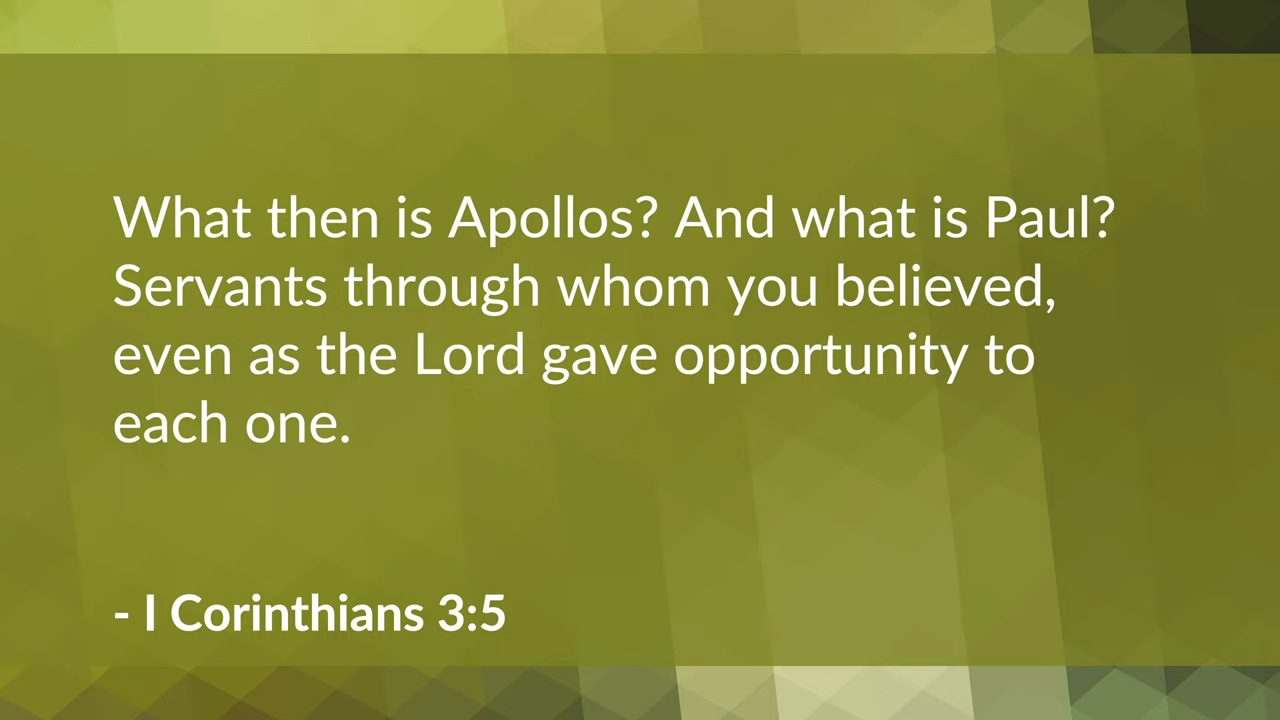 What then is Apollos? And what is Paul?
Servants through whom you believed,
even as the Lord gave opportunity to
each one.
- I Corinthians 3:5